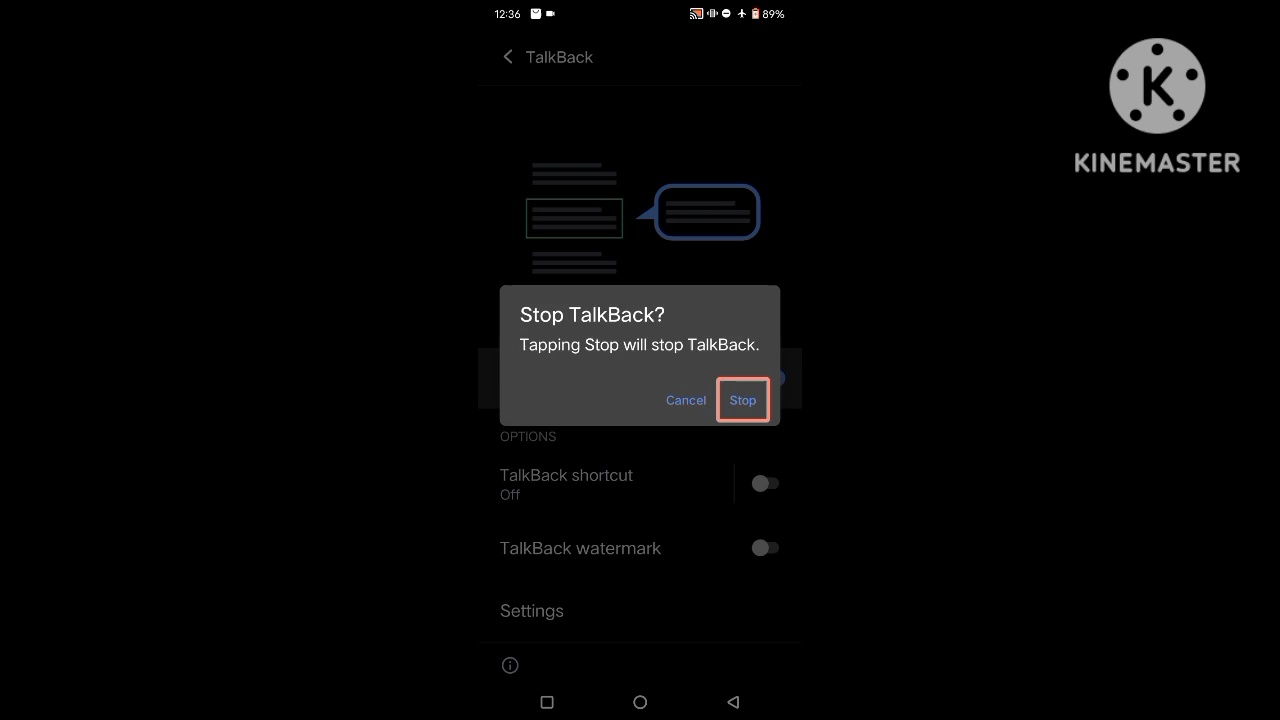 12:36
89%
TalkBack
K
KINEMASTER
Stop TalkBack?
Tapping Stop will stop TalkBack.
Cancel Stop
OPTIONS
TalkBack shortcut
Off
TalkBack watermark
Settings